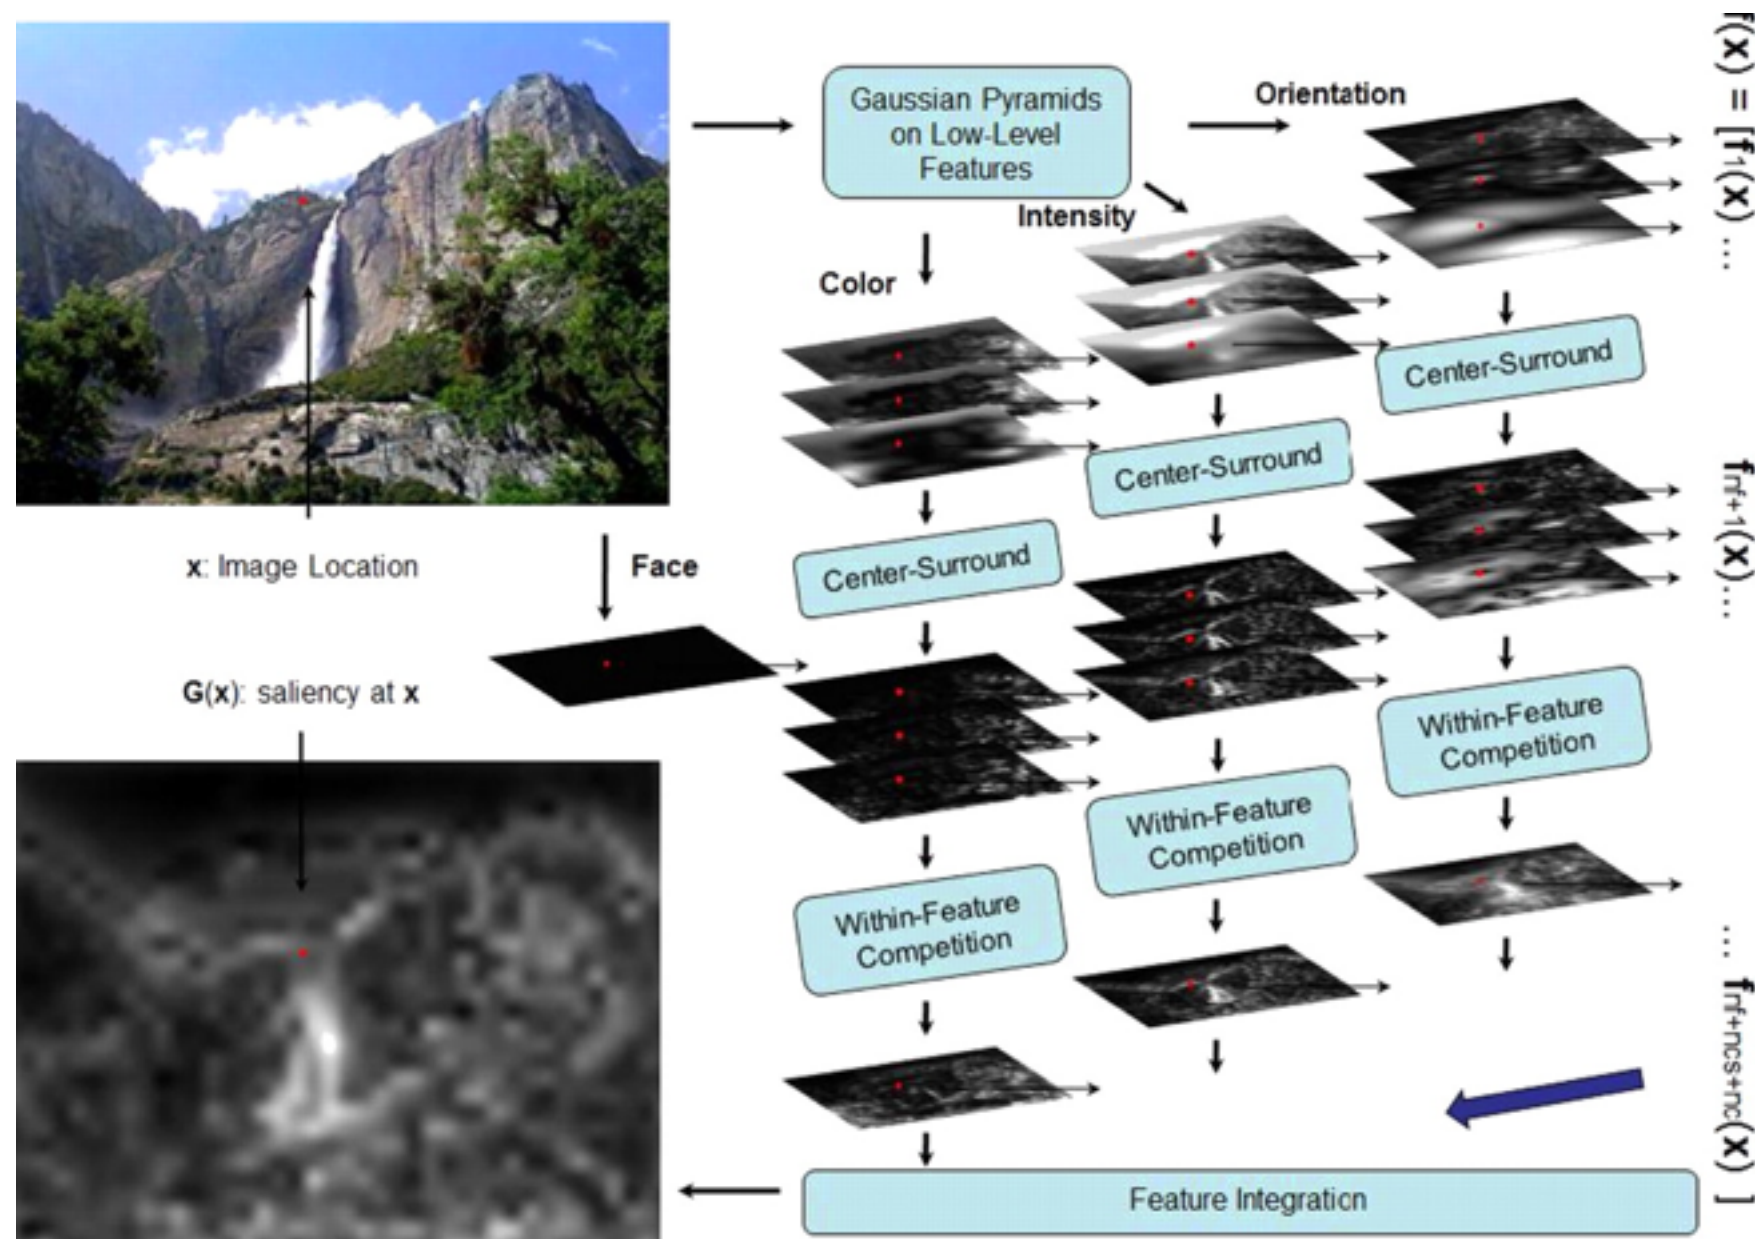 Gaussian Pyramids
on Low-Level
Features
Orientation
Intensity
Color
Center-Surround
Center-Surround
Center-Surround
x: Image Location
Face
G(x): saliency at x
Within-Feature
Competition
Within-Feature
Competition
Within-Feature
Competition
Feature Integration
f(x) = [f1(x) ...
fnf+1(x)...
... fnf+ncs+nc(x) ]